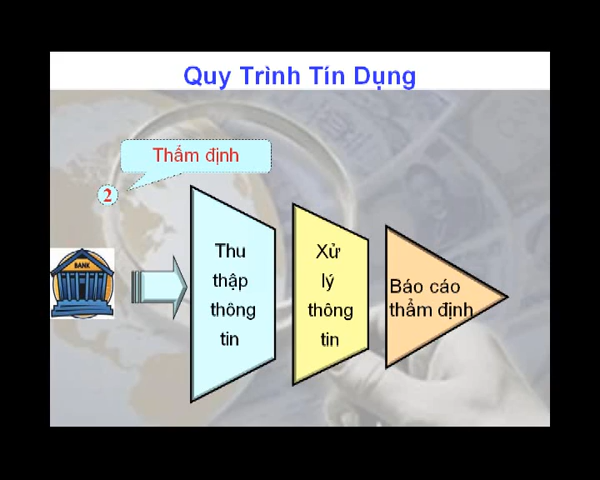 Quy Trình Tín Dụng
Thẩm định
2
BANK
Thu
thập
thông
tin
Xử
lý
thông
tin
Báo cáo
thẩm định